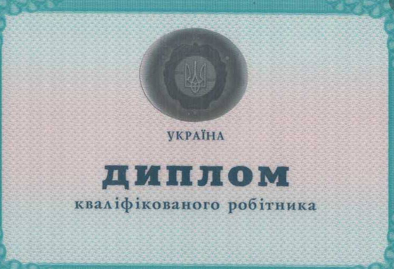 УКРАЇНА
ДИПЛОМ
кваліфікованого робітника